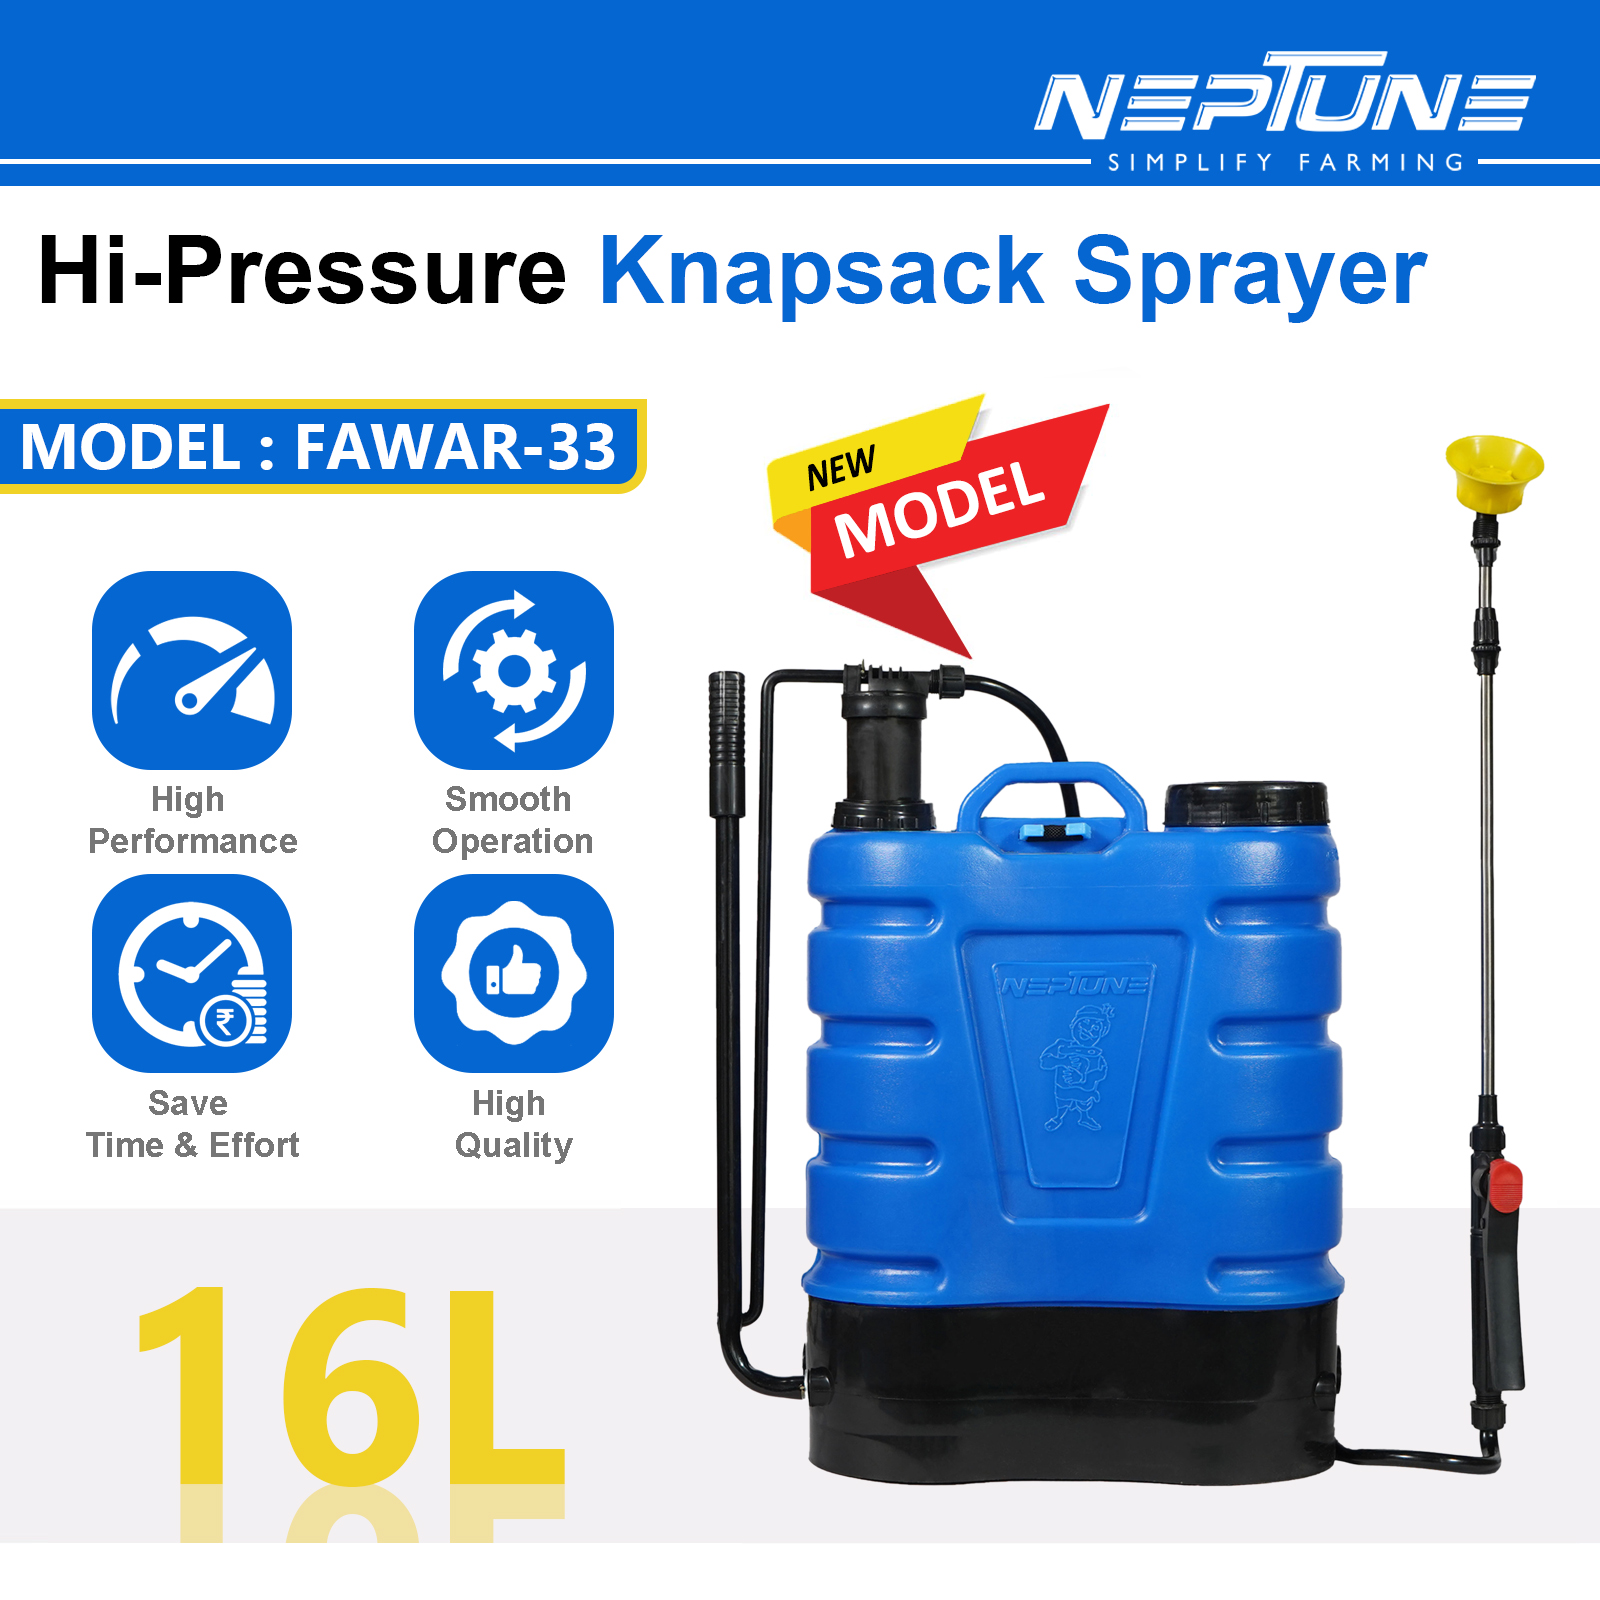 NEPTUNE
SIMPLIFY FARMING
Hi-Pressure Knapsack Sprayer
MODEL : FAWAR-33
NEW
MODEL
High
Performance
Smooth
Operation
₹
Save
Time & Effort
High
Quality
NEPTUNE
16L